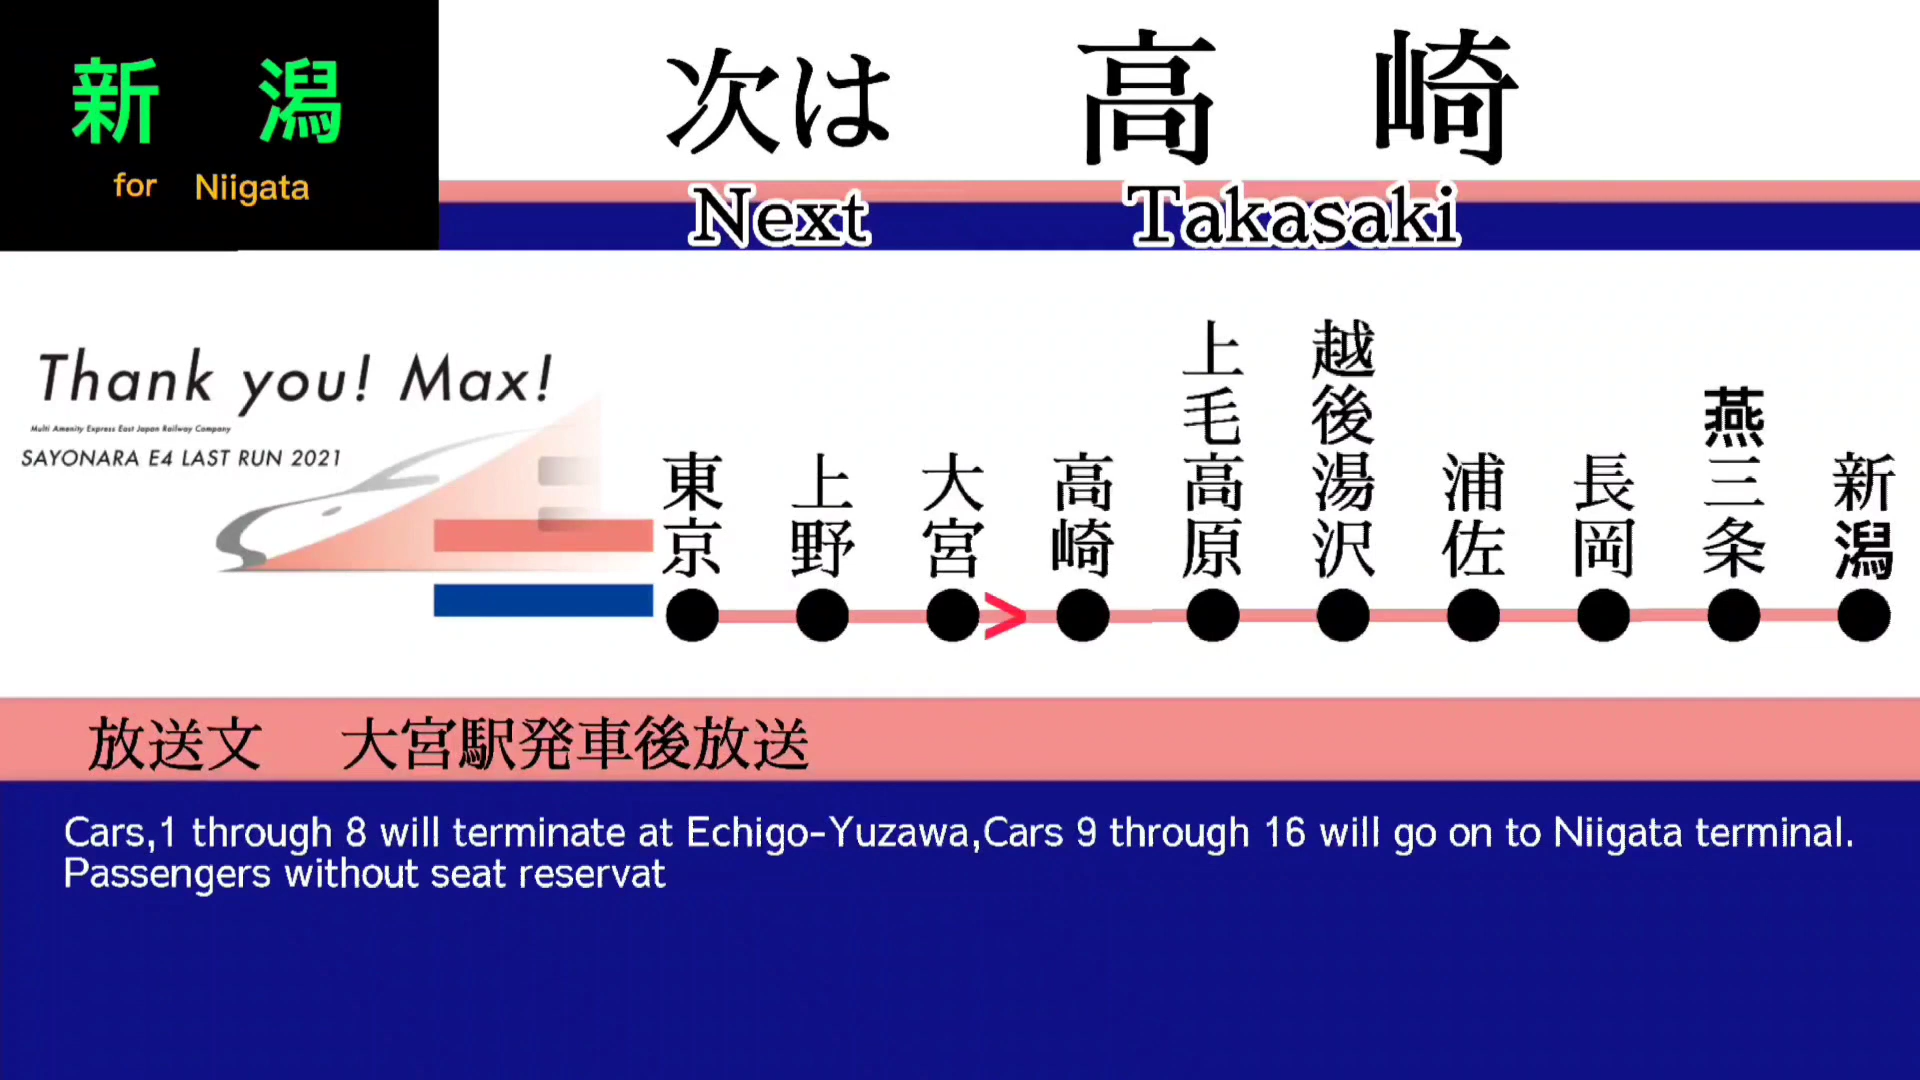 新潟
for Niigata
次は 高崎
Next Takasaki
Thank you! Max!
Multi Amenity Express East Japan Railway Company
SAYONARA E4 LAST RUN 2021
東京
上野
大宮
>
高崎
上毛高原
越後湯沢
浦佐
長岡
燕三条
新潟
放送文 大宮駅発車後放送
Cars,1 through 8 will terminate at Echigo-Yuzawa,Cars 9 through 16 will go on to Niigata terminal.
Passengers without seat reservat